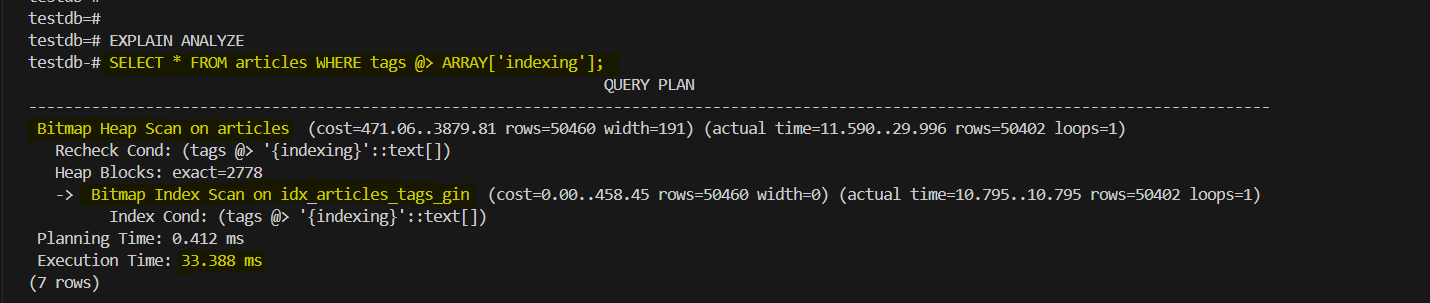 testdb=#
testdb=#
testdb=# EXPLAIN ANALYZE
testdb-# SELECT * FROM articles WHERE tags @> ARRAY['indexing'];
QUERY PLAN
-----------------------------------------------------------------------------------------------------------------------------------------
Bitmap Heap Scan on articles  (cost=471.06..3879.81 rows=50460 width=191) (actual time=11.590..29.996 rows=50402 loops=1)
  Recheck Cond: (tags @> '{indexing}'::text[])
  Heap Blocks: exact=2778
  ->  Bitmap Index Scan on idx_articles_tags_gin  (cost=0.00..458.45 rows=50460 width=0) (actual time=10.795..10.795 rows=50402 loops=1)
        Index Cond: (tags @> '{indexing}'::text[])
Planning Time: 0.412 ms
Execution Time: 33.388 ms
(7 rows)